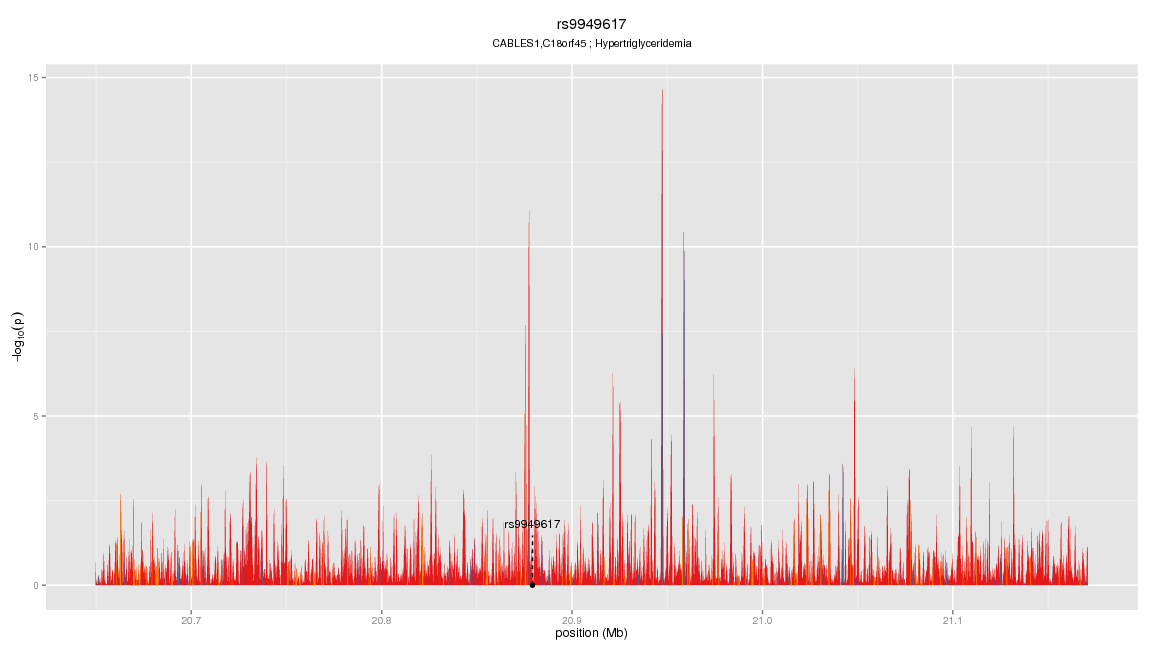 rs9949617
CABLES1,C18orf45 ; Hypertriglyceridemia
15
10
5
0
−log10(p)
rs9949617
20.7 20.8 20.9 21.0 21.1
position (Mb)